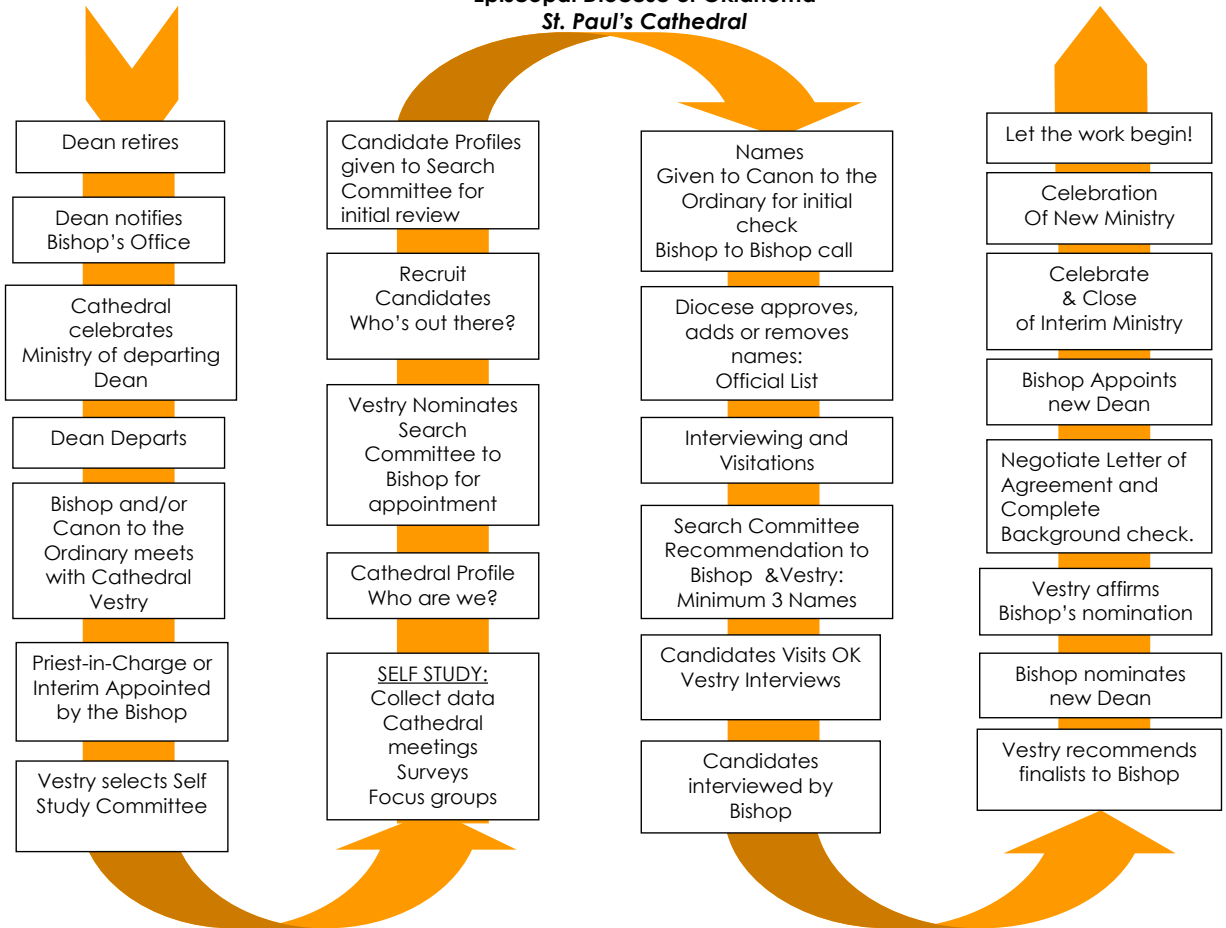 Episcopal Diocese of Oklahoma
St. Paul's Cathedral
Dean retires
Dean notifies
Bishop's Office
Cathedral
celebrates
Ministry of departing
Dean
Dean Departs
Bishop and/or
Canon to the
Ordinary meets
with Cathedral
Vestry
Priest-in-Charge or
Interim Appointed
by the Bishop
Vestry selects Self
Study Committee
SELF STUDY:
Collect data
Cathedral
meetings
Surveys
Focus groups
Cathedral Profile
Who are we?
Vestry Nominates
Search
Committee to
Bishop for
appointment
Recruit
Candidates
Who's out there?
Candidate Profiles
given to Search
Committee for
initial review
Names
Given to Canon to the
Ordinary for initial
check
Bishop to Bishop call
Diocese approves,
adds or removes
names:
Official List
Interviewing and
Visitations
Search Committee
Recommendation to
Bishop &Vestry:
Minimum 3 Names
Candidates Visits OK
Vestry Interviews
Candidates
interviewed by
Bishop
Vestry recommends
finalists to Bishop
Bishop nominates
new Dean
Vestry affirms
Bishop's nomination
Negotiate Letter of
Agreement and
Complete
Background check.
Bishop Appoints
new Dean
Celebrate
& Close
of Interim Ministry
Celebration
Of New Ministry
Let the work begin!